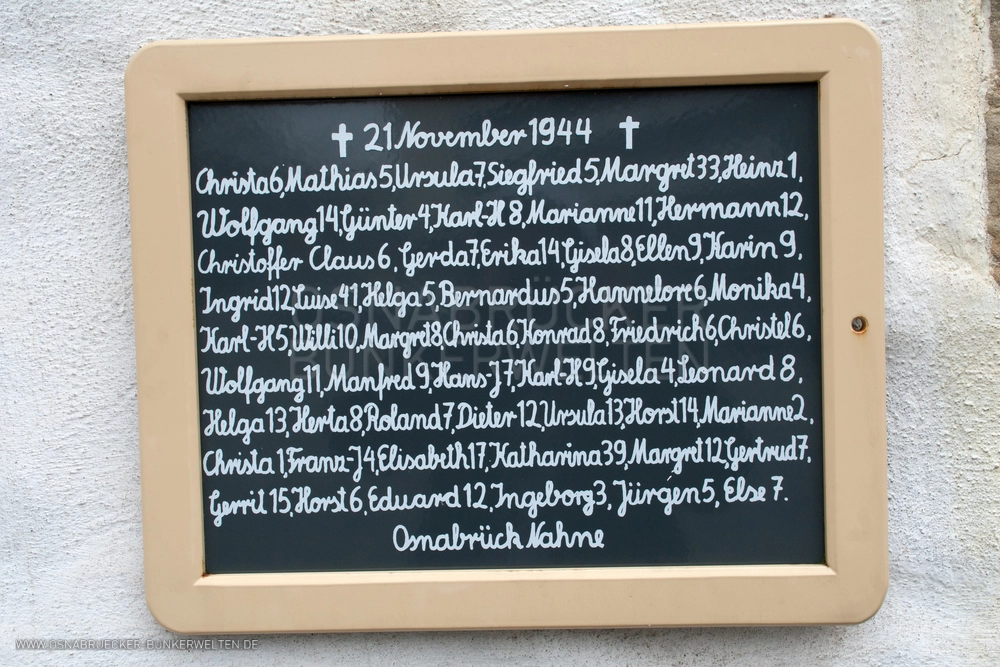 ✝ 21 November 1944 ✝
Christa 6, Mathias 5, Ursula 7, Siegfried 5, Margret 33, Heinz 1,
Wolfgang 14, Günter 4, Karl-H 8, Marianne 11, Hermann 12,
Christoffer Claus 6, Gerda 7, Erika 14, Gisela 8, Ellen 9, Karin 9,
Ingrid 12, Luise 41, Helga 5, Bernardus 5, Hannelore 6, Monika 4,
Karl-H 5, Willi 10, Margret 8, Christa 6, Konrad 8, Friedrich 6, Christel 6,
Wolfgang 11, Manfred 9, Hans-J 7, Karl-H 9, Gisela 4, Leonard 8,
Helga 13, Herta 8, Roland 7, Dieter 12, Ursula 13, Horst 14, Marianne 2,
Christa 1, Franz-J 4, Elisabeth 17, Katharina 39, Margret 12, Gertrud 7,
Gerrit 15, Horst 6, Eduard 12, Ingeborg 3, Jürgen 5, Else 7.
Osnabrück Nahne
OSNABRÜCKER
BUNKERWELTEN
WWW.OSNABRUECKER-BUNKERWELTEN.DE